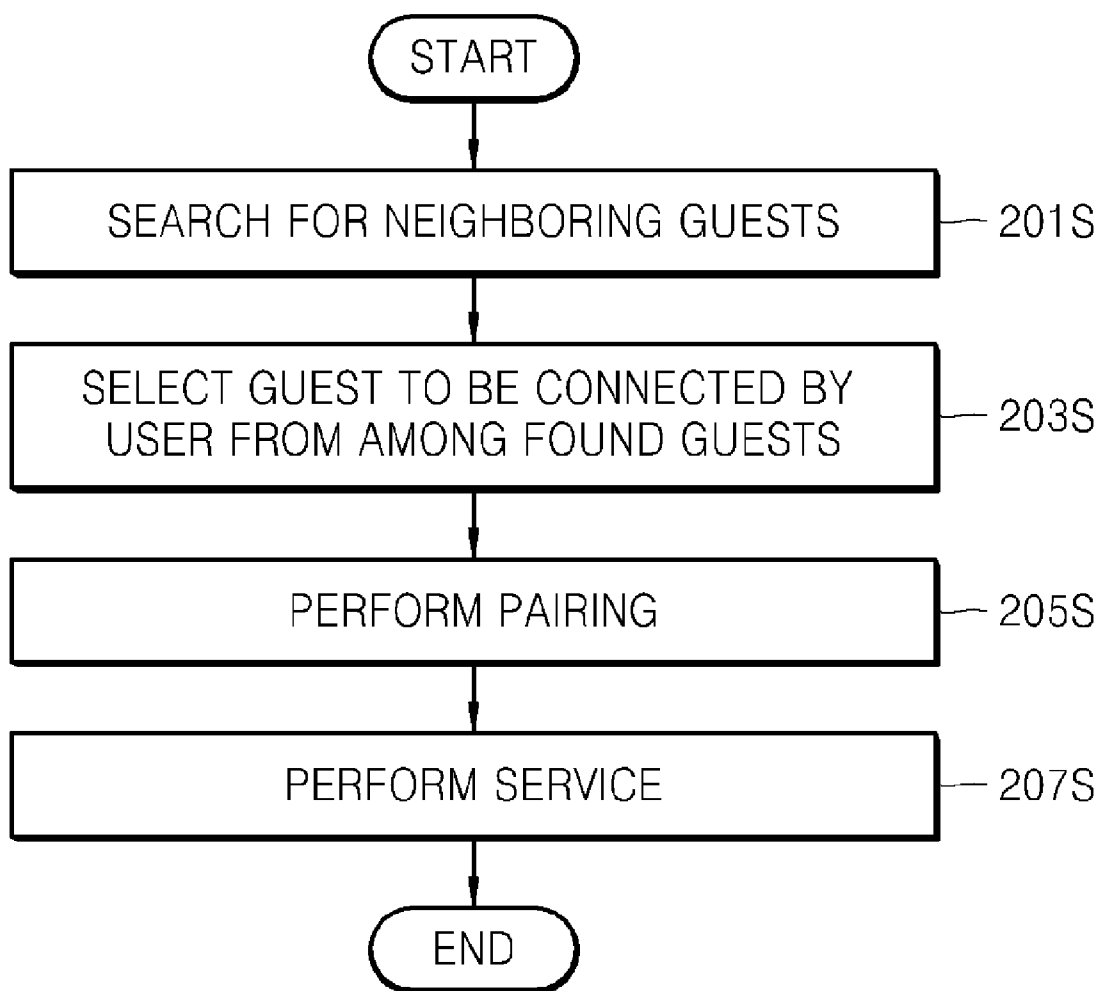 START
SEARCH FOR NEIGHBORING GUESTS
201S
SELECT GUEST TO BE CONNECTED BY
USER FROM AMONG FOUND GUESTS
203S
PERFORM PAIRING
205S
PERFORM SERVICE
207S
END